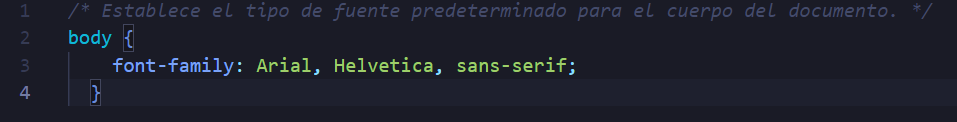 1 /* Establece el tipo de fuente predeterminado para el cuerpo del documento. */
2 body {
3 font-family: Arial, Helvetica, sans-serif;
4 }